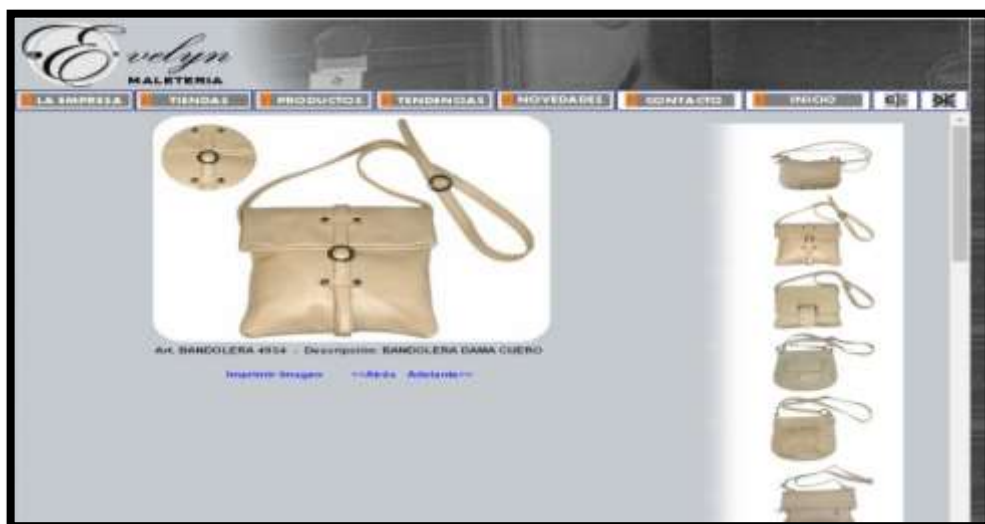 Evelyn
MALETERIA
LA EMPRESA TIENDAS PRODUCTOS TENDENCIAS NOVEDADES CONTACTO INICIO
Art. BANDOLERA 4934 - Descripción: BANDOLERA DAMA CUERO
Imprimir Imagen <<Atrás Adelante>>